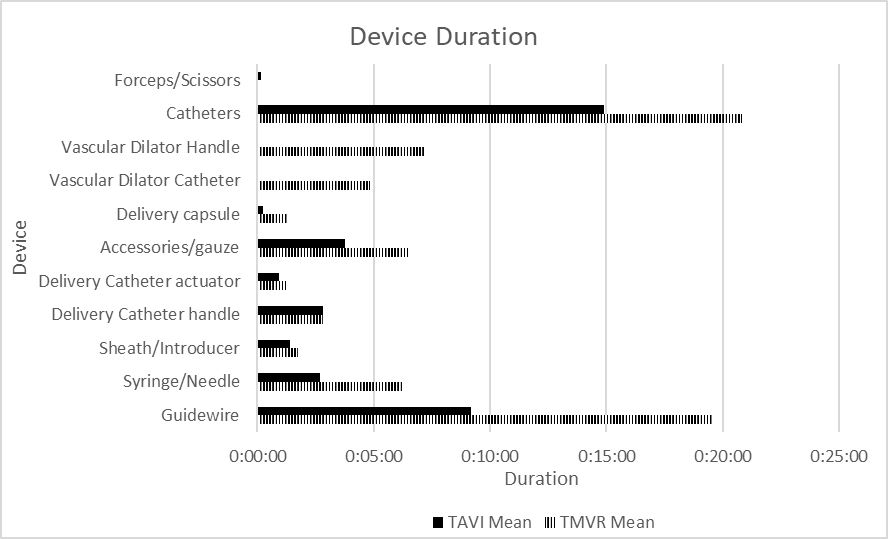 Device Duration
Forceps/Scissors
Catheters
Vascular Dilator Handle
Vascular Dilator Catheter
Delivery capsule
Accessories/gauze
Delivery Catheter actuator
Delivery Catheter handle
Sheath/Introducer
Syringe/Needle
Guidewire
Device
0:00:00 0:05:00 0:10:00 0:15:00 0:20:00 0:25:00
Duration
TAVI Mean TMVR Mean